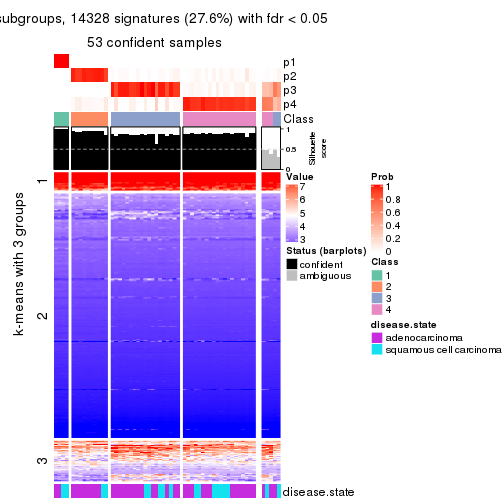 subgroups, 14328 signatures (27.6%) with fdr < 0.05
53 confident samples
p1
p2
p3
p4
Class
1
0.5
0
Silhouette
score
k-means with 3 groups
1
2
3
Value
7
6
5
4
3
Status (barplots)
confident
ambiguous
Prob
1
0.8
0.6
0.4
0.2
0
Class
1
2
3
4
disease.state
adenocarcinoma
squamous cell carcinoma
disease.state